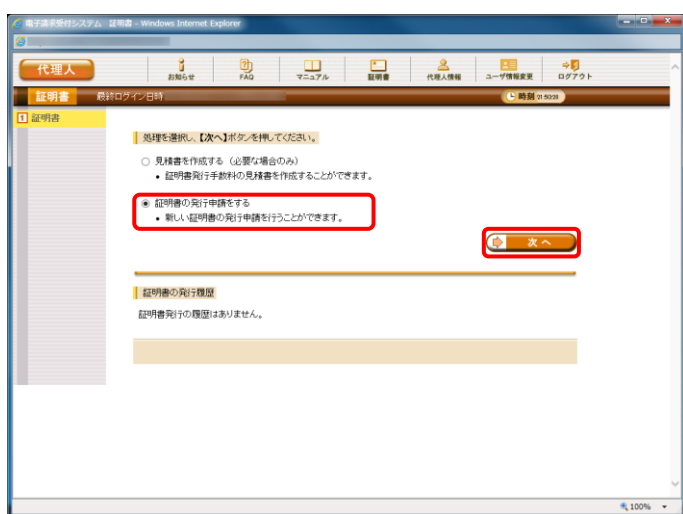 電子請求受付システム 証明書 - Windows Internet Explorer
代理人
お知らせ
FAQ
マニュアル
証明書
代理人情報
ユーザ情報変更
ログアウト
証明書 最終ログイン日時
時刻
1 証明書
処理を選択し、【次へ】ボタンを押してください。
見積書を作成する（必要な場合のみ）
• 証明書発行手数料の見積書を作成することができます。
証明書の発行申請をする
• 新しい証明書の発行申請を行うことができます。
次 へ
証明書の発行履歴
証明書発行の履歴はありません。
100%